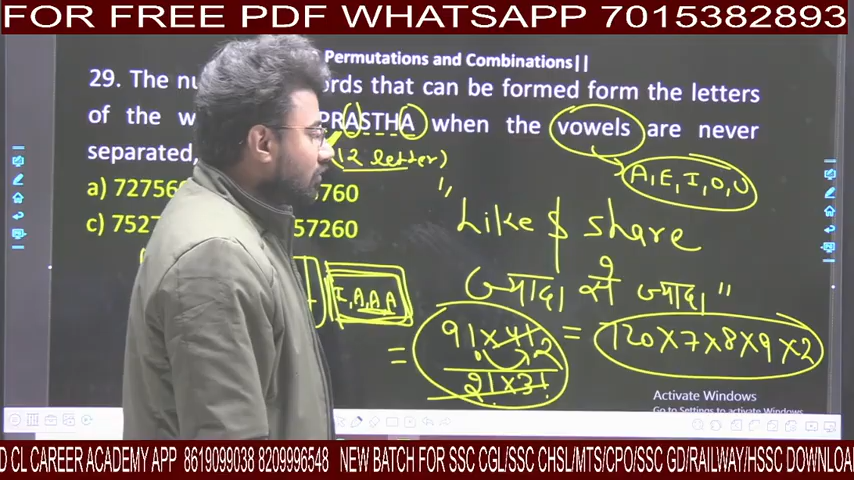 FOR FREE PDF WHATSAPP 7015382893
Permutations and Combinations||
29. The ords that can be formed form the letters
of the w PRASTHA when the vowels are never
separated,
(12 letter)
A, E, I, O, U
a) 72756 760
c) 7527 57260
"Like & share
ज्यादा से ज्यादा"
I, A, A, A
= 9! × 4! 2 / 2! × 3! = 120×7×8×9×2
Activate Windows
Go to Settings to activate Windows
D CL CAREER ACADEMY APP 8619099038 8209996548 NEW BATCH FOR SSC CGL/SSC CHSL/MTS/CPO/SSC GD/RAILWAY/HSSC DOWNLOA